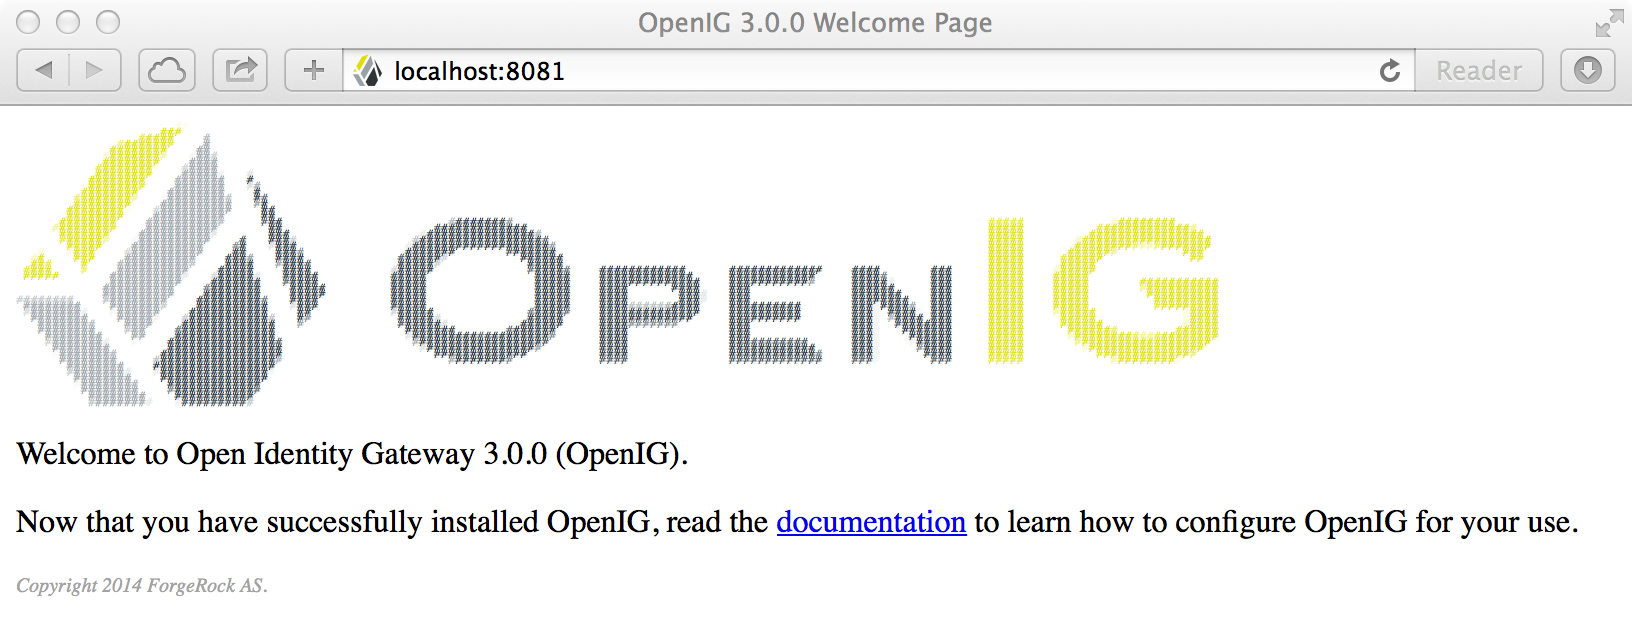 OpenIG 3.0.0 Welcome Page
localhost:8081
Reader
OPENIG
Welcome to Open Identity Gateway 3.0.0 (OpenIG).
Now that you have successfully installed OpenIG, read the documentation to learn how to configure OpenIG for your use.
Copyright 2014 ForgeRock AS.